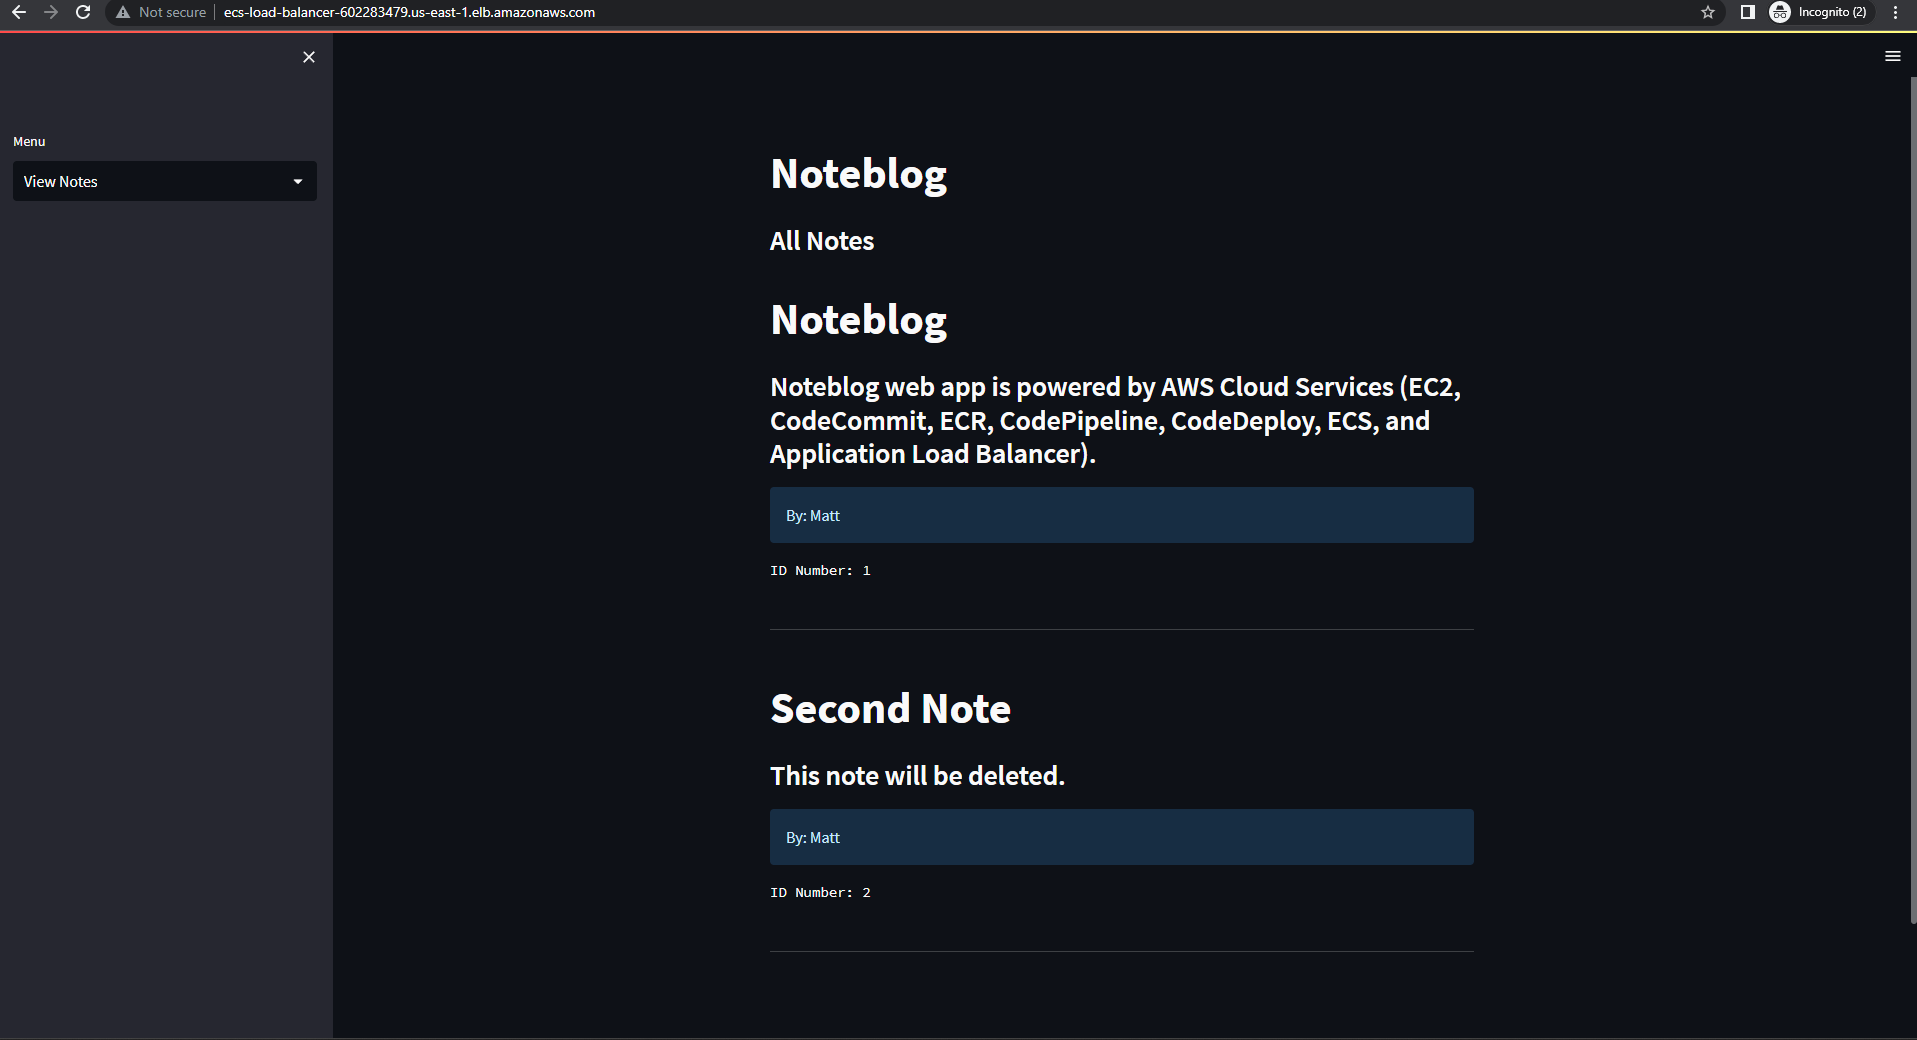 Not secure
ecs-load-balancer-602283479.us-east-1.elb.amazonaws.com
Incognito (2)
Menu
View Notes
Noteblog
All Notes
Noteblog
Noteblog web app is powered by AWS Cloud Services (EC2,
CodeCommit, ECR, CodePipeline, CodeDeploy, ECS, and
Application Load Balancer).
By: Matt
ID Number: 1
Second Note
This note will be deleted.
By: Matt
ID Number: 2